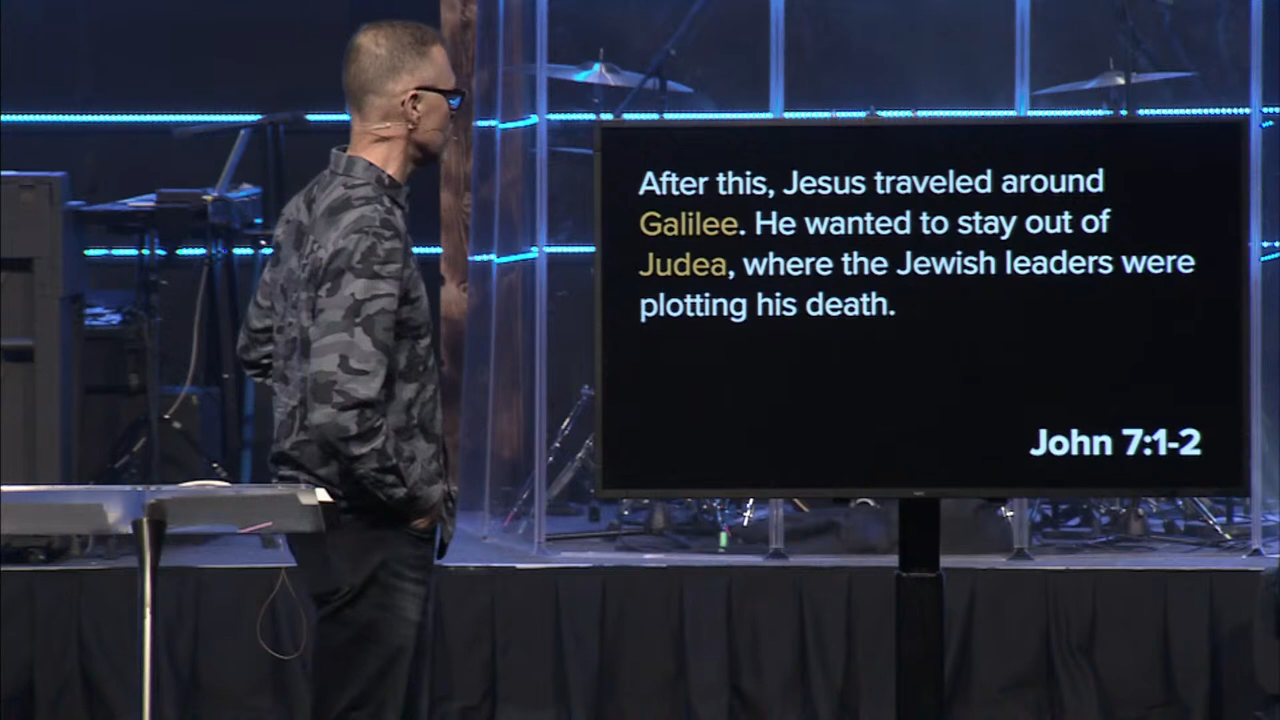 After this, Jesus traveled around
Galilee. He wanted to stay out of
Judea, where the Jewish leaders were
plotting his death.
John 7:1-2